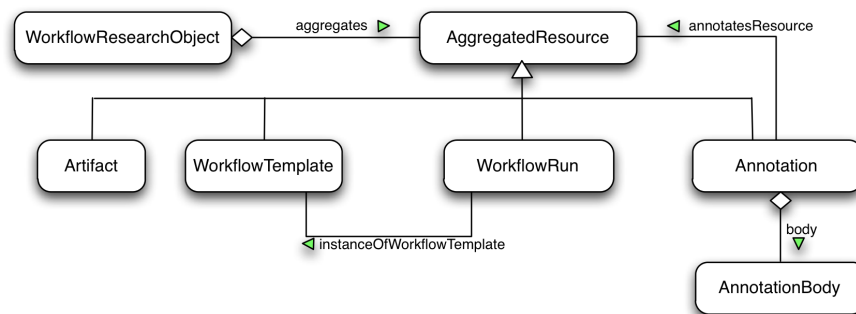 aggregates
annotatesResource
WorkflowResearchObject
AggregatedResource
Artifact
WorkflowTemplate
WorkflowRun
Annotation
instanceOfWorkflowTemplate
body
AnnotationBody